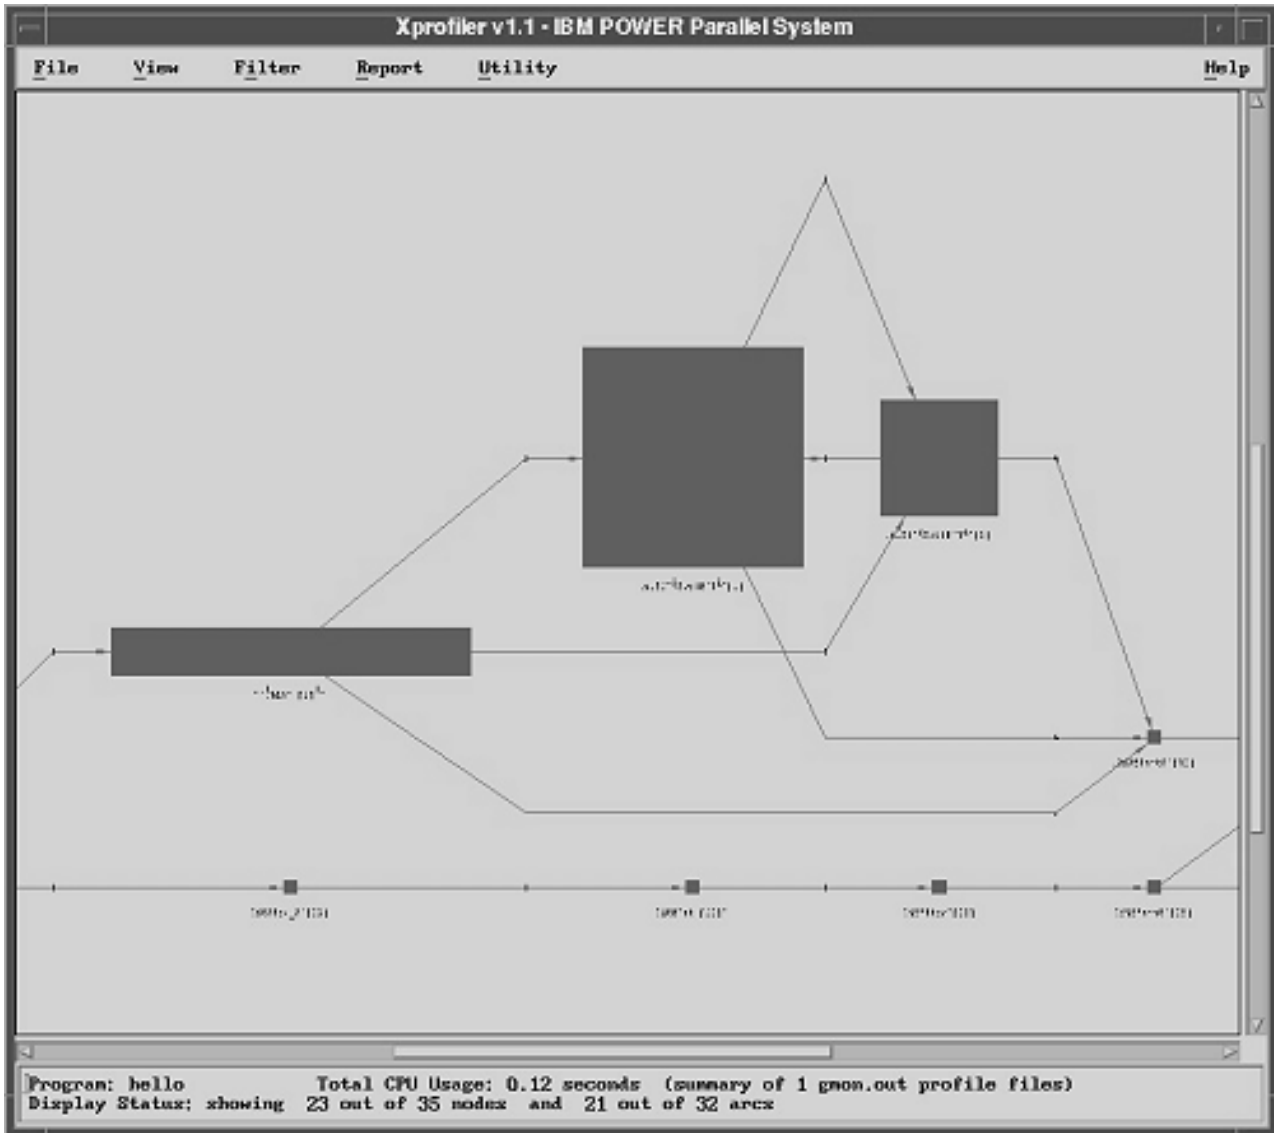 Xprofiler v1.1 - IBM POWER Parallel System
File View Filter Report Utility Help
Program: hello Total CPU Usage: 0.12 seconds (summary of 1 gmon.out profile files)
Display Status: showing 23 out of 35 nodes and 21 out of 32 arcs